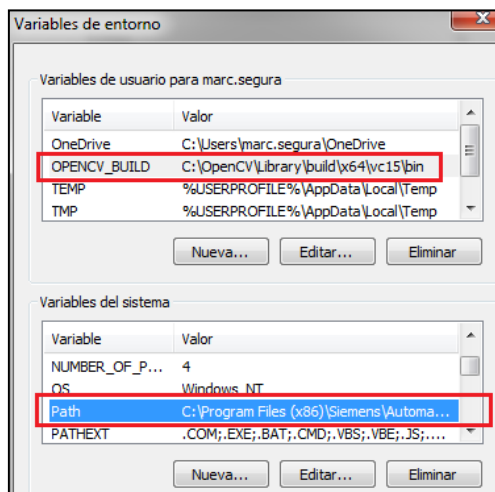 Variables de entorno
Variables de usuario para marc.segura
Variable Valor
OneDrive C:\Users\marc.segura\OneDrive
OPENCV_BUILD C:\OpenCV\Library\build\x64\vc15\bin
TEMP %USERPROFILE%\AppData\Local\Temp
TMP %USERPROFILE%\AppData\Local\Temp
Nueva... Editar... Eliminar
Variables del sistema
Variable Valor
NUMBER_OF_P... 4
OS Windows_NT
Path C:\Program Files (x86)\Siemens\Automa...
PATHEXT .COM;.EXE;.BAT;.CMD;.VBS;.VBE;.JS;....
Nueva... Editar... Eliminar